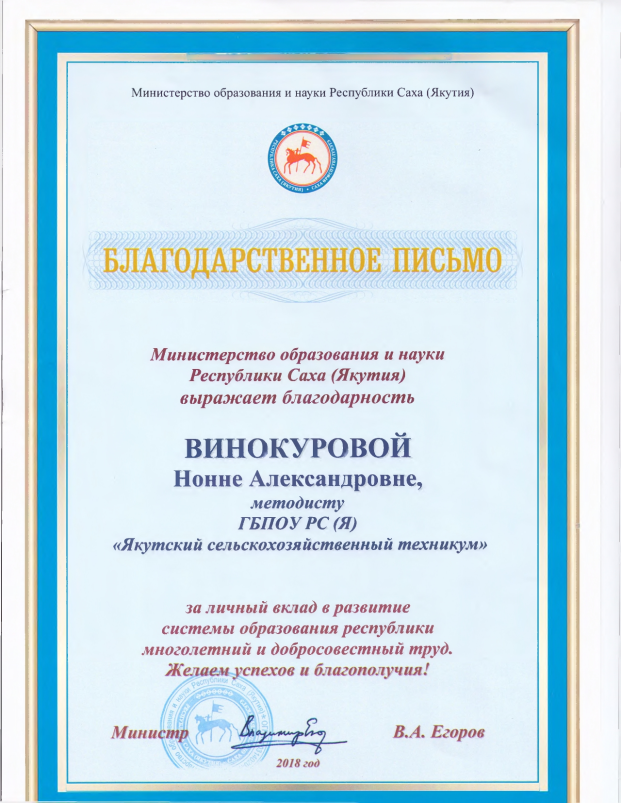 Министерство образования и науки Республики Саха (Якутия)
БЛАГОДАРСТВЕННОЕ ПИСЬМО
Министерство образования и науки
Республики Саха (Якутия)
выражает благодарность
ВИНОКУРОВОЙ
Нонне Александровне,
методисту
ГБПОУ РС (Я)
«Якутский сельскохозяйственный техникум»
за личный вклад в развитие
системы образования республики
многолетний и добросовестный труд.
Желаем успехов и благополучия!
Министр
В.А. Егоров
2018 год